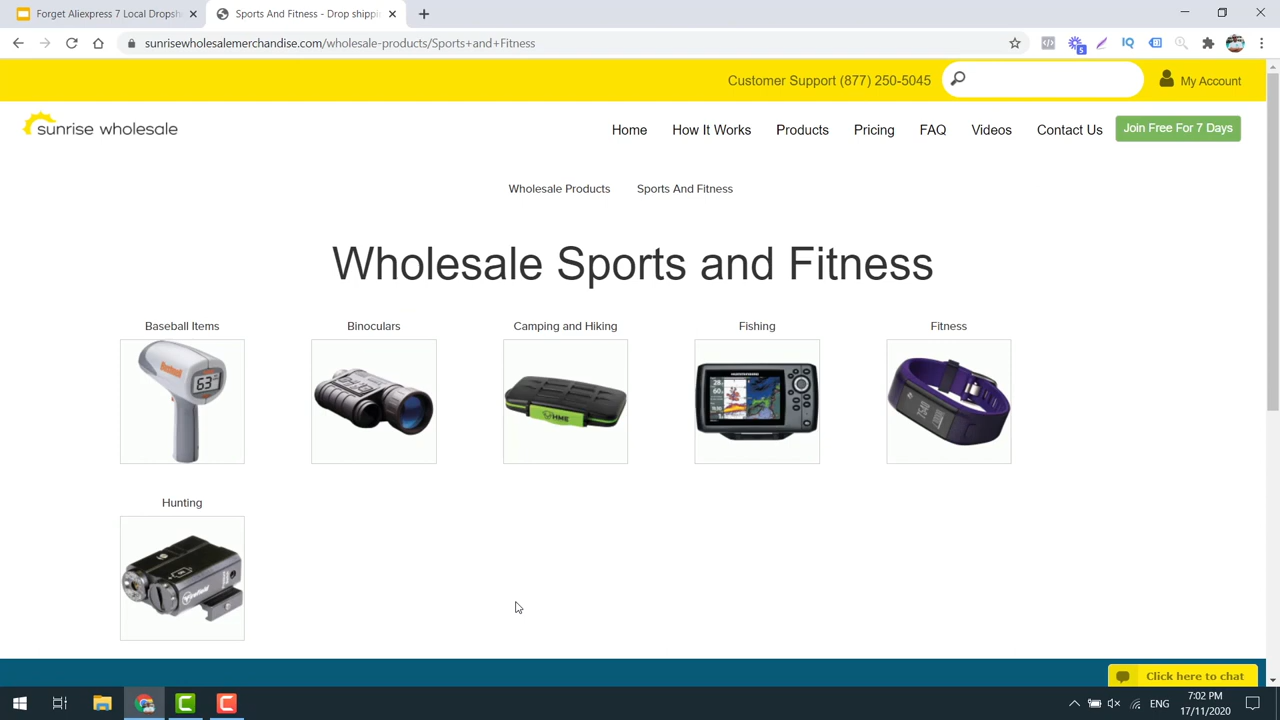 Forget Aliexpress 7 Local Dropsh
Sports And Fitness - Drop shippi
sunrisewholesalemerchandise.com/wholesale-products/Sports+and+Fitness
Customer Support (877) 250-5045
My Account
sunrise wholesale
Home
How It Works
Products
Pricing
FAQ
Videos
Contact Us
Join Free For 7 Days
Wholesale Products
Sports And Fitness
Wholesale Sports and Fitness
Baseball Items
Binoculars
Camping and Hiking
Fishing
Fitness
63
HME
Hunting
Click here to chat
ENG
7:02 PM
17/11/2020